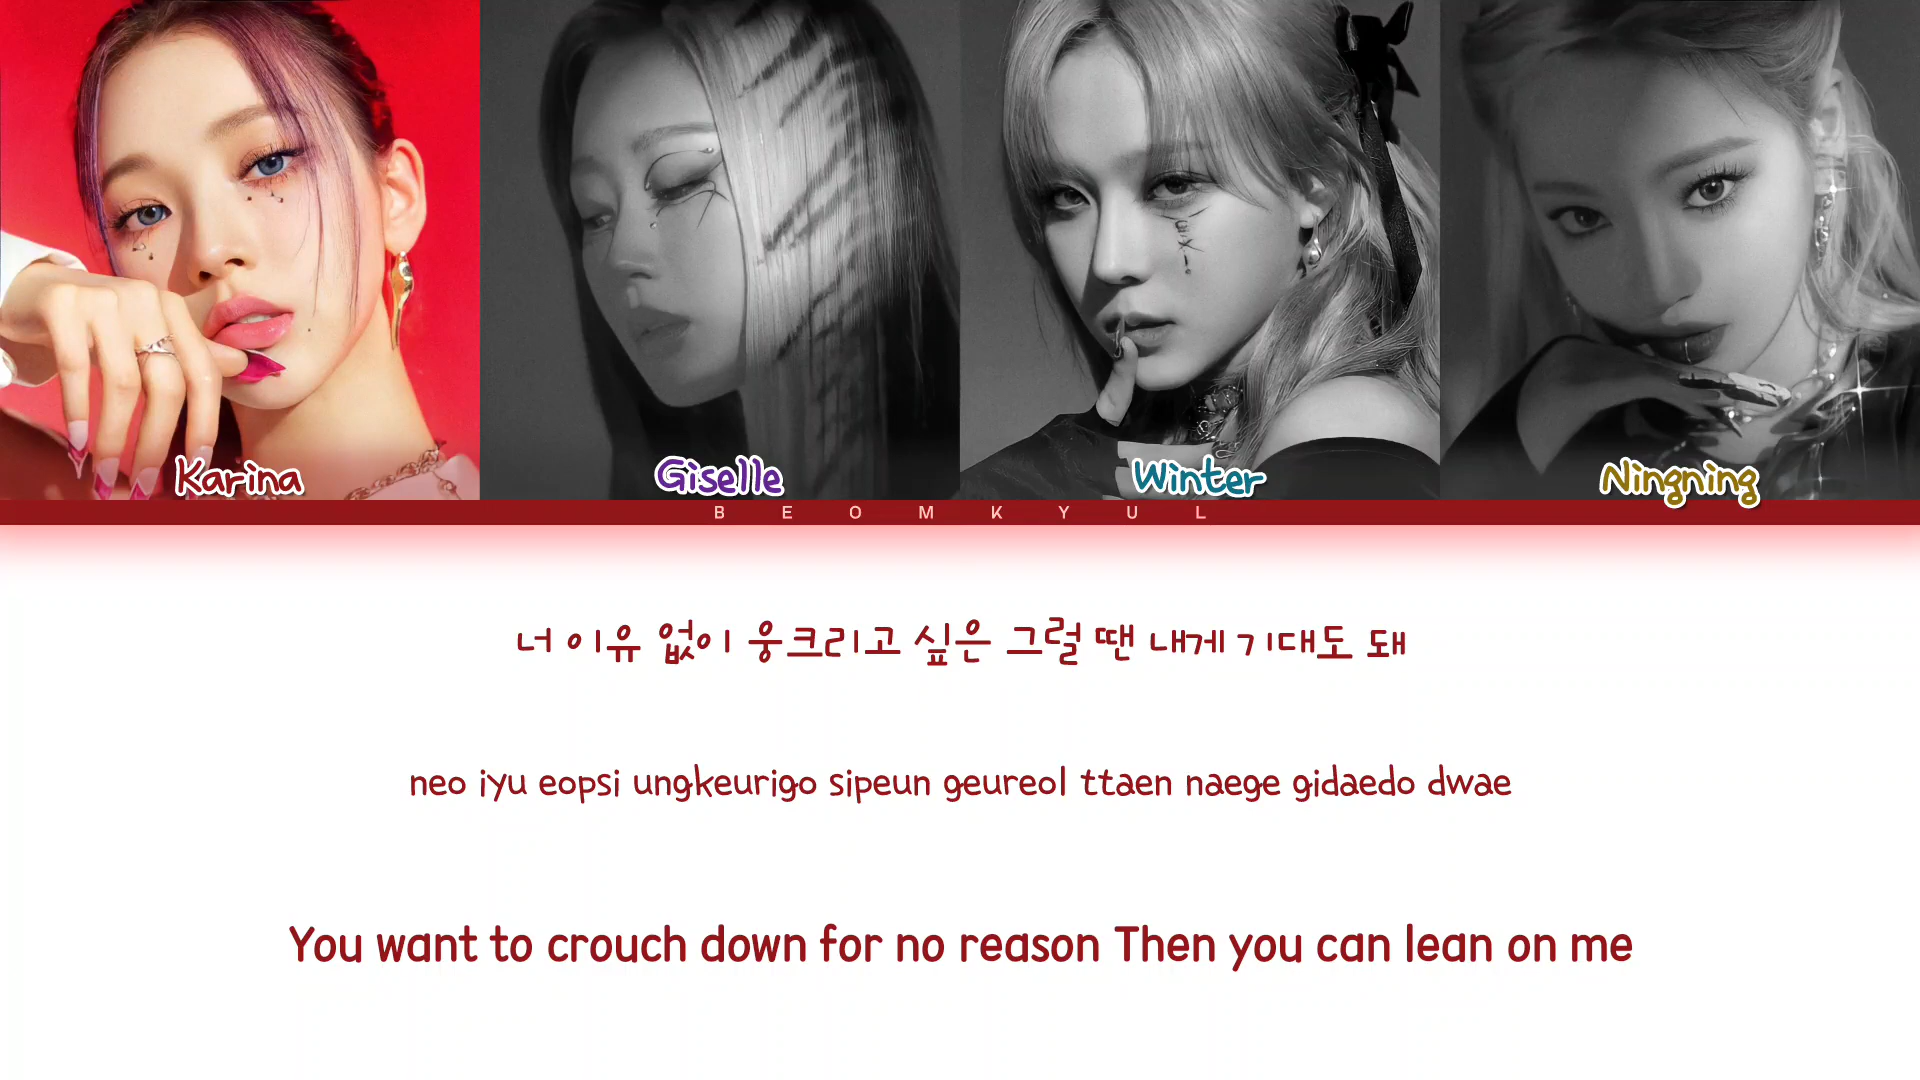 Karina
Giselle
Winter
Ningning
BEOMKYUL
너 이유 없이 웅크리고 싶은 그럴 땐 내게 기대도 돼
neo iyu eopsi ungkeurigo sipeun geureol ttaen naege gidaedo dwae
You want to crouch down for no reason Then you can lean on me